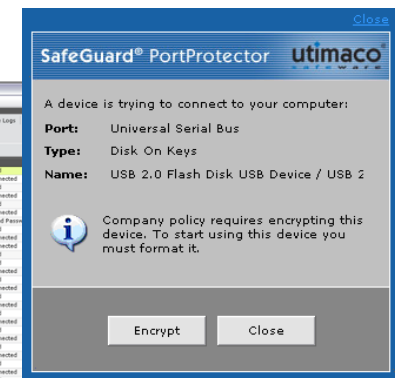 Close
SafeGuard® PortProtector utimaco®
safeware
A device is trying to connect to your computer:
Port: Universal Serial Bus
Type: Disk On Keys
Name: USB 2.0 Flash Disk USB Device / USB 2
Company policy requires encrypting this
device. To start using this device you
must format it.
Encrypt Close
Logs